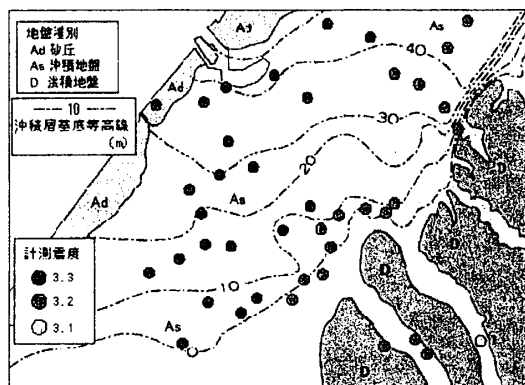 地盤種別
Ad 砂丘
As 沖積地盤
D 洪積地盤
10
沖積層基底等高線
(m)
計測震度
3.3
3.2
3.1
Ad
As
40
Ad
30
D
20
Ad
As
D
D
10
As
D